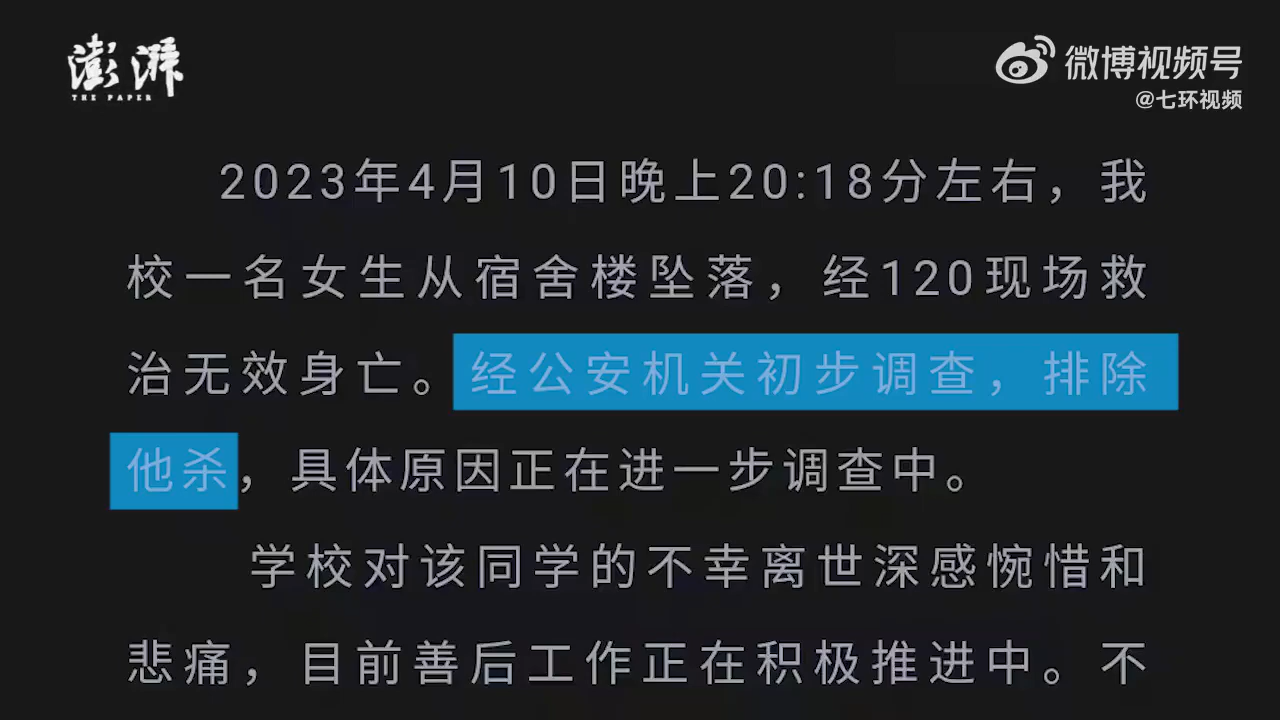 澎湃
THE PAPER
微博视频号
@七环视频
2023年4月10日晚上20:18分左右，我
校一名女生从宿舍楼坠落，经120现场救
治无效身亡。经公安机关初步调查，排除
他杀，具体原因正在进一步调查中。
学校对该同学的不幸离世深感惋惜和
悲痛，目前善后工作正在积极推进中。不